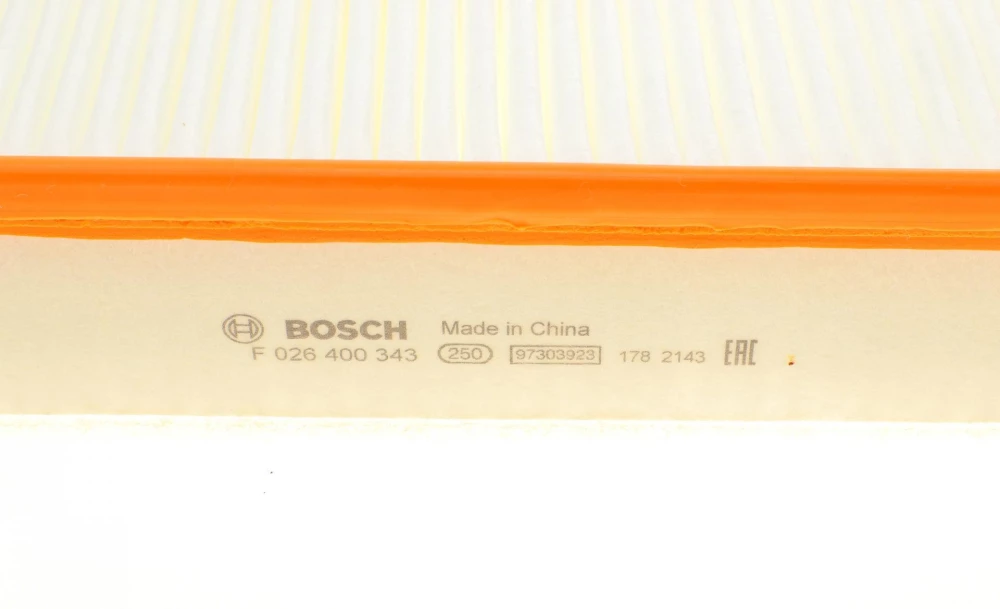 BOSCH Made in China
F 026 400 343 250 97303923 178 2143 EAC